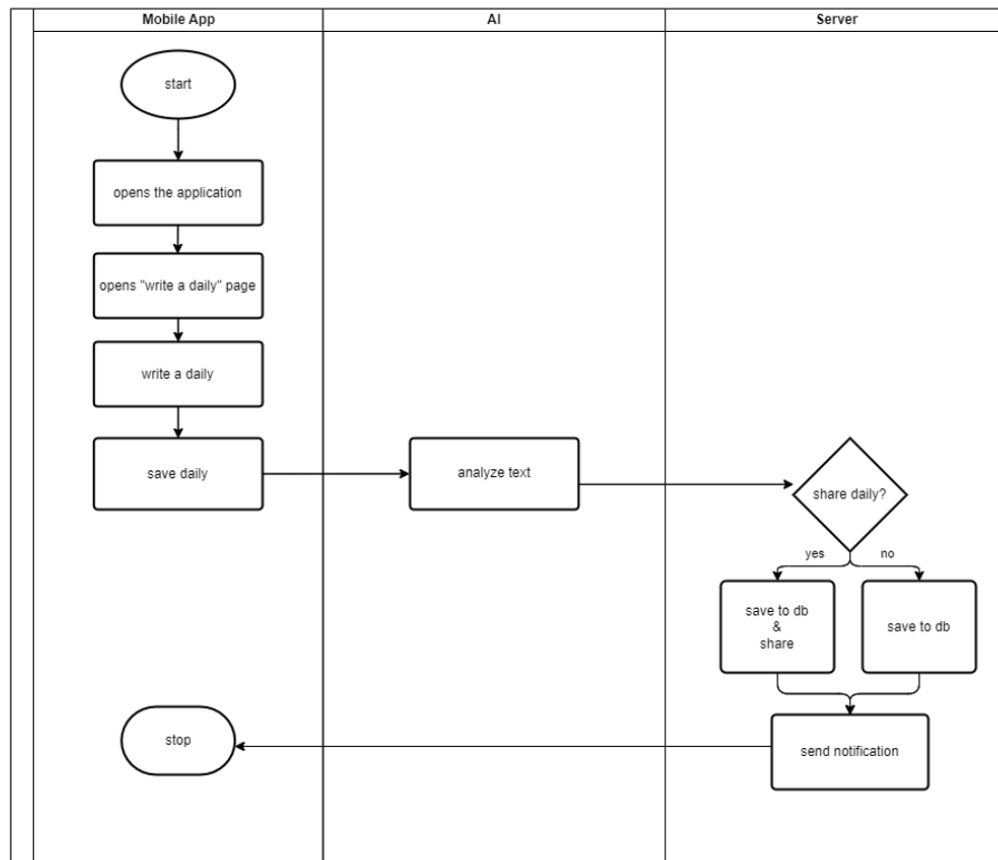 Mobile App
AI
Server
start
opens the application
opens "write a daily" page
write a daily
save daily
analyze text
share daily?
yes
no
save to db
&
share
save to db
stop
send notification